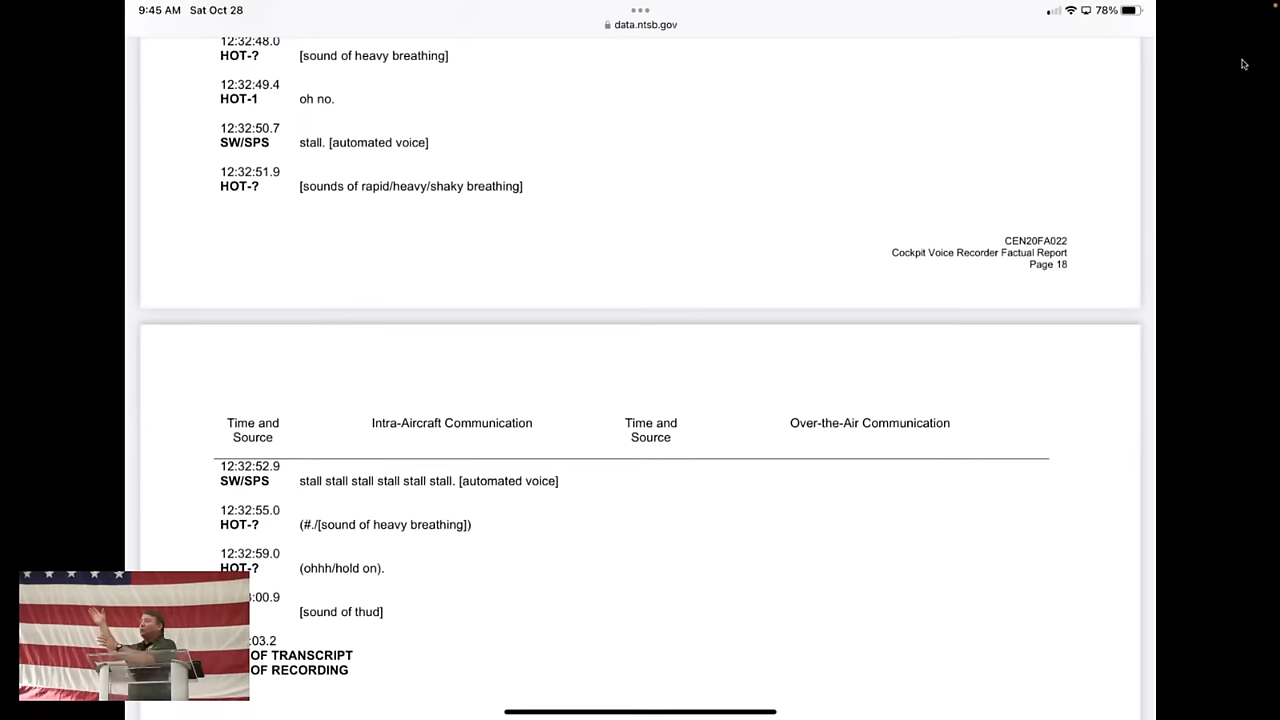 9:45 AM Sat Oct 28
data.ntsb.gov
78%
12:32:48.0
HOT-? [sound of heavy breathing]
12:32:49.4
HOT-1 oh no.
12:32:50.7
SW/SPS stall. [automated voice]
12:32:51.9
HOT-? [sounds of rapid/heavy/shaky breathing]
CEN20FA022
Cockpit Voice Recorder Factual Report
Page 18
Time and Source Intra-Aircraft Communication Time and Source Over-the-Air Communication
12:32:52.9
SW/SPS stall stall stall stall stall stall. [automated voice]
12:32:55.0
HOT-? (#./[sound of heavy breathing])
12:32:59.0
HOT-? (ohhh/hold on).
:00.9
[sound of thud]
:03.2
OF TRANSCRIPT
OF RECORDING